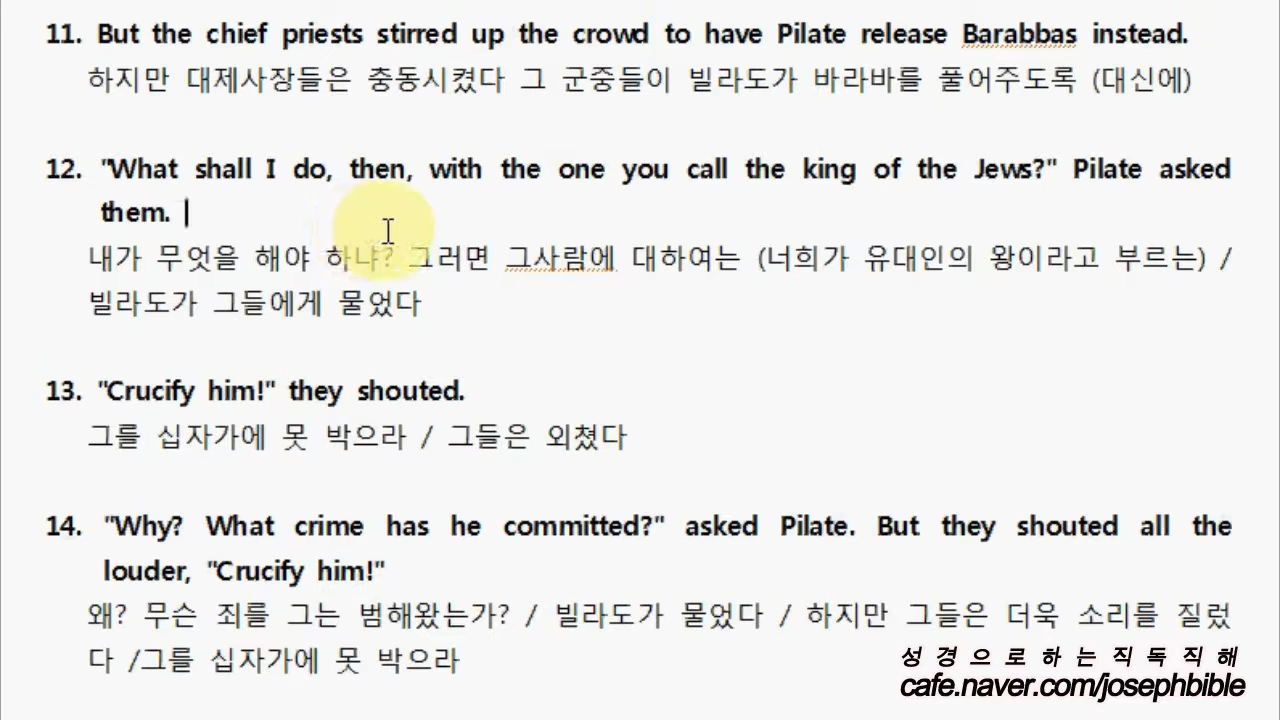 11. But the chief priests stirred up the crowd to have Pilate release Barabbas instead.
하지만 대제사장들은 충동시켰다 그 군중들이 빌라도가 바라바를 풀어주도록 (대신에)
12. "What shall I do, then, with the one you call the king of the Jews?" Pilate asked
them.
내가 무엇을 해야 하냐? 그러면 그사람에 대하여는 (너희가 유대인의 왕이라고 부르는) /
빌라도가 그들에게 물었다
13. "Crucify him!" they shouted.
그를 십자가에 못 박으라 / 그들은 외쳤다
14. "Why? What crime has he committed?" asked Pilate. But they shouted all the
louder, "Crucify him!"
왜? 무슨 죄를 그는 범해왔는가? / 빌라도가 물었다 / 하지만 그들은 더욱 소리를 질렀
다 /그를 십자가에 못 박으라
성경으로하는직독직해
cafe.naver.com/josephbible